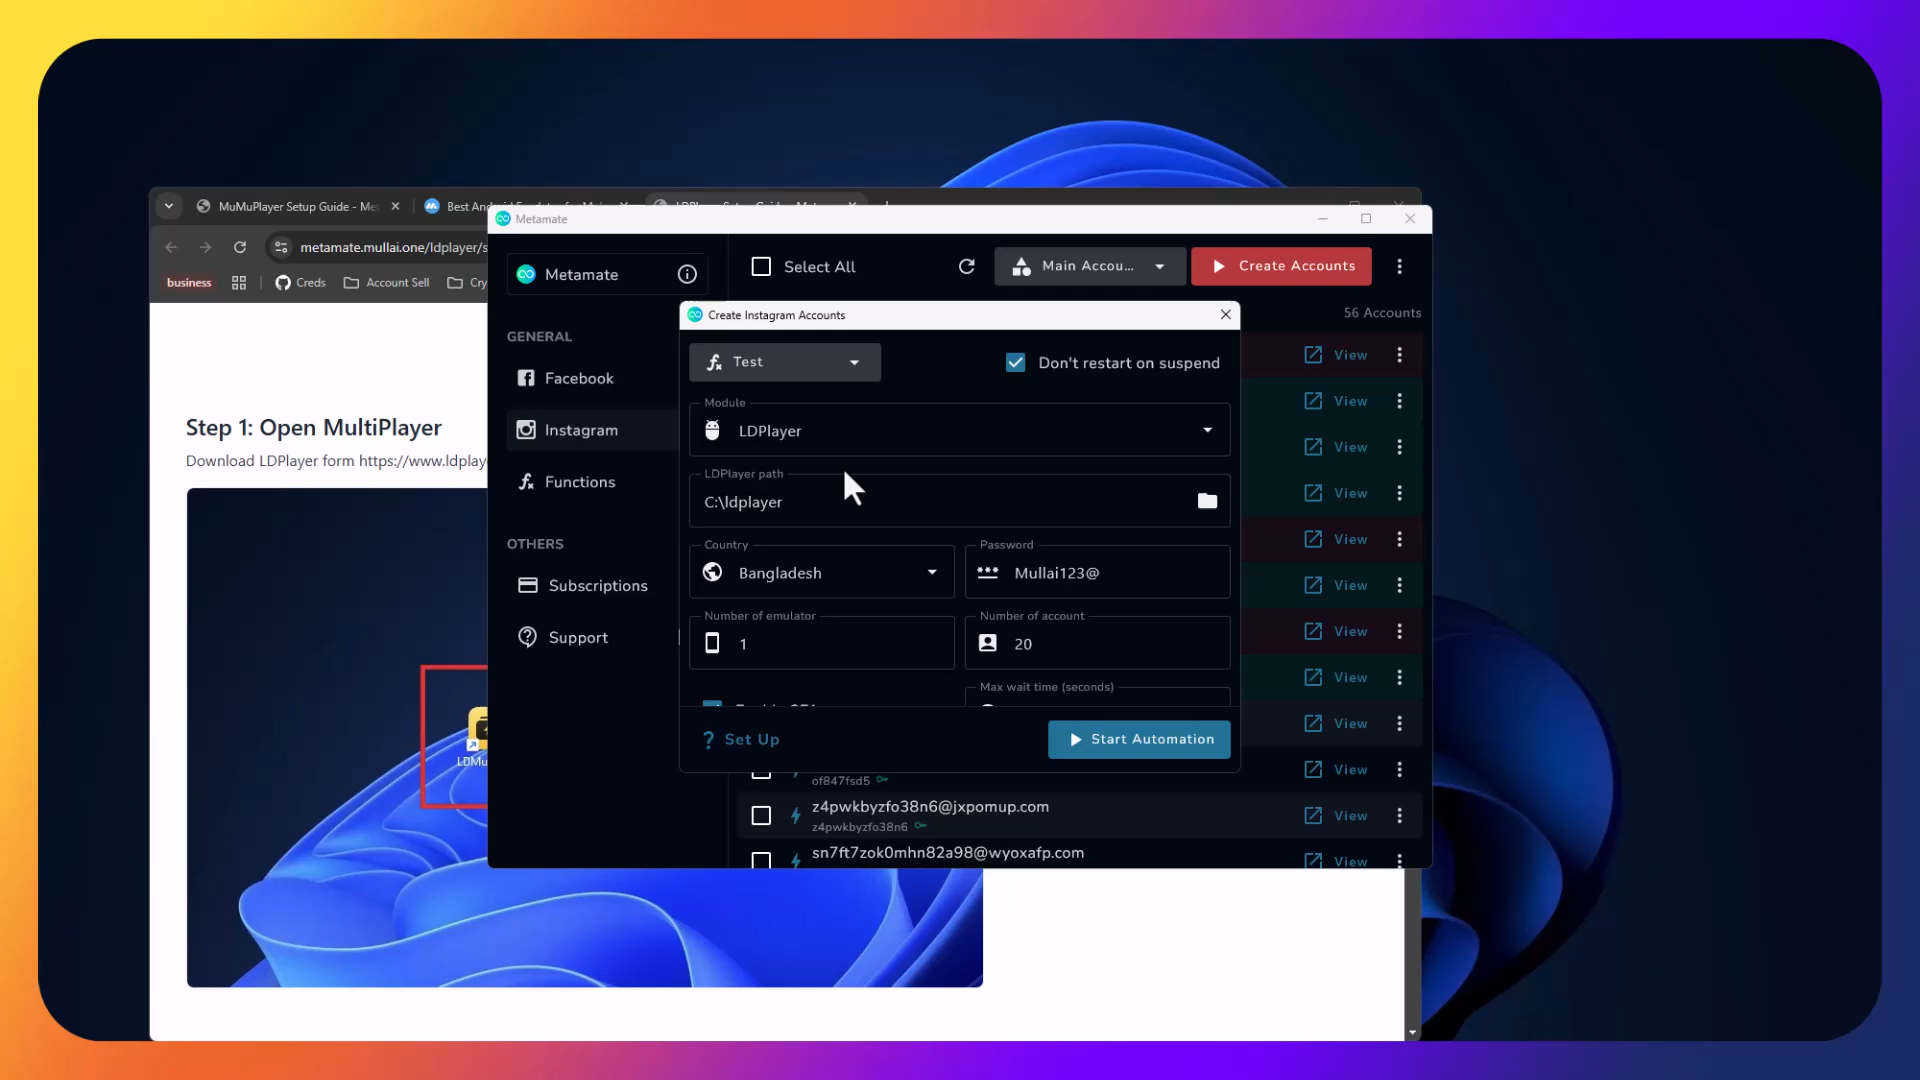 MuMuPlayer Setup Guide - Me
metamate.mullai.one/ldplayer/s
business
Creds
Account Sell
Step 1: Open MultiPlayer
Download LDPlayer form https://www.ldplay
Metamate
Metamate
GENERAL
Facebook
Instagram
Functions
OTHERS
Subscriptions
Support
Select All
Main Accou...
Create Accounts
56 Accounts
Create Instagram Accounts
Test
Don't restart on suspend
Module
LDPlayer
LDPlayer path
C:\ldplayer
Country
Bangladesh
Password
Mullai123@
Number of emulator
1
Number of account
20
Max wait time (seconds)
? Set Up
Start Automation
View
View
View
View
View
View
View
View
View
View
of847fsd5
z4pwkbyzfo38n6@jxpomup.com
z4pwkbyzfo38n6
View
sn7ft7zok0mhn82a98@wyoxafp.com
View